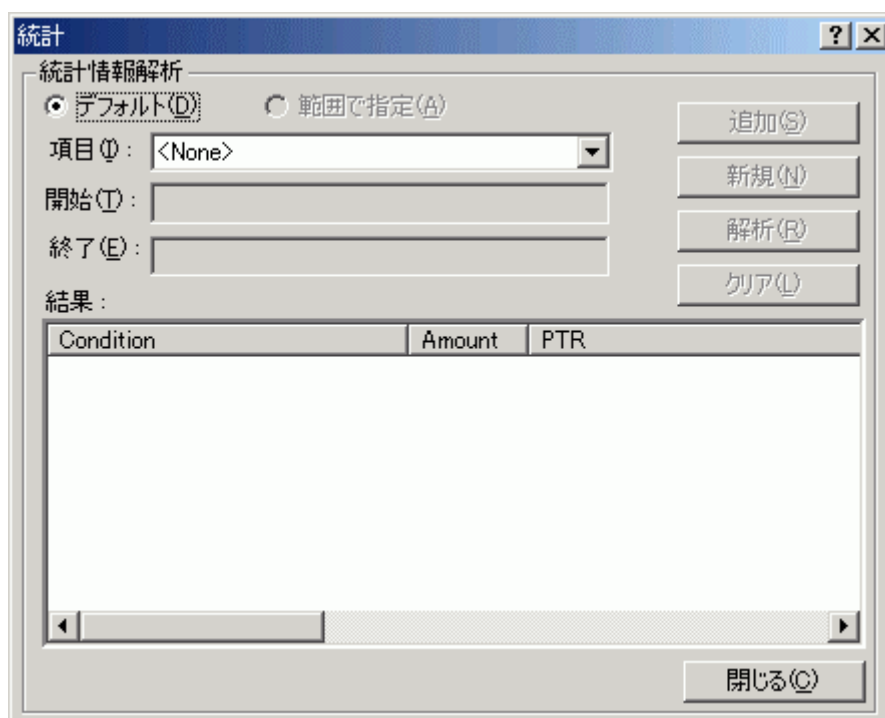 統計
統計情報解析
デフォルト(D) 範囲で指定(A)
追加(S)
項目(I): <None>
新規(N)
開始(T):
解析(R)
終了(E):
クリア(L)
結果:
Condition Amount PTR
閉じる(C)